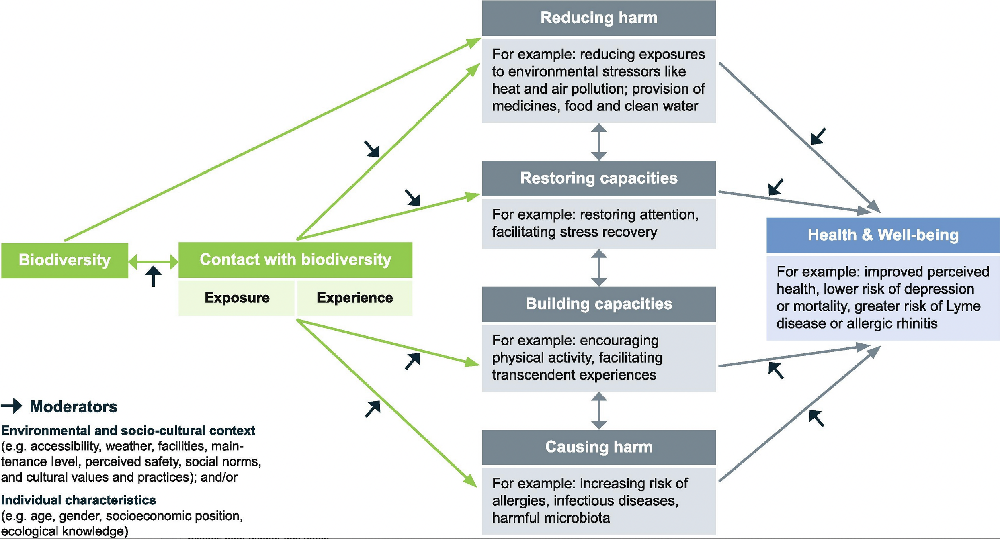 Reducing harm
For example: reducing exposures
to environmental stressors like
heat and air pollution; provision of
medicines, food and clean water
Restoring capacities
For example: restoring attention,
facilitating stress recovery
Biodiversity
Contact with biodiversity
Exposure
Experience
Building capacities
For example: encouraging
physical activity, facilitating
transcendent experiences
Causing harm
For example: increasing risk of
allergies, infectious diseases,
harmful microbiota
Health & Well-being
For example: improved perceived
health, lower risk of depression
or mortality, greater risk of Lyme
disease or allergic rhinitis
Moderators
Environmental and socio-cultural context
(e.g. accessibility, weather, facilities, main-
tenance level, perceived safety, social norms,
and cultural values and practices); and/or
Individual characteristics
(e.g. age, gender, socioeconomic position,
ecological knowledge)